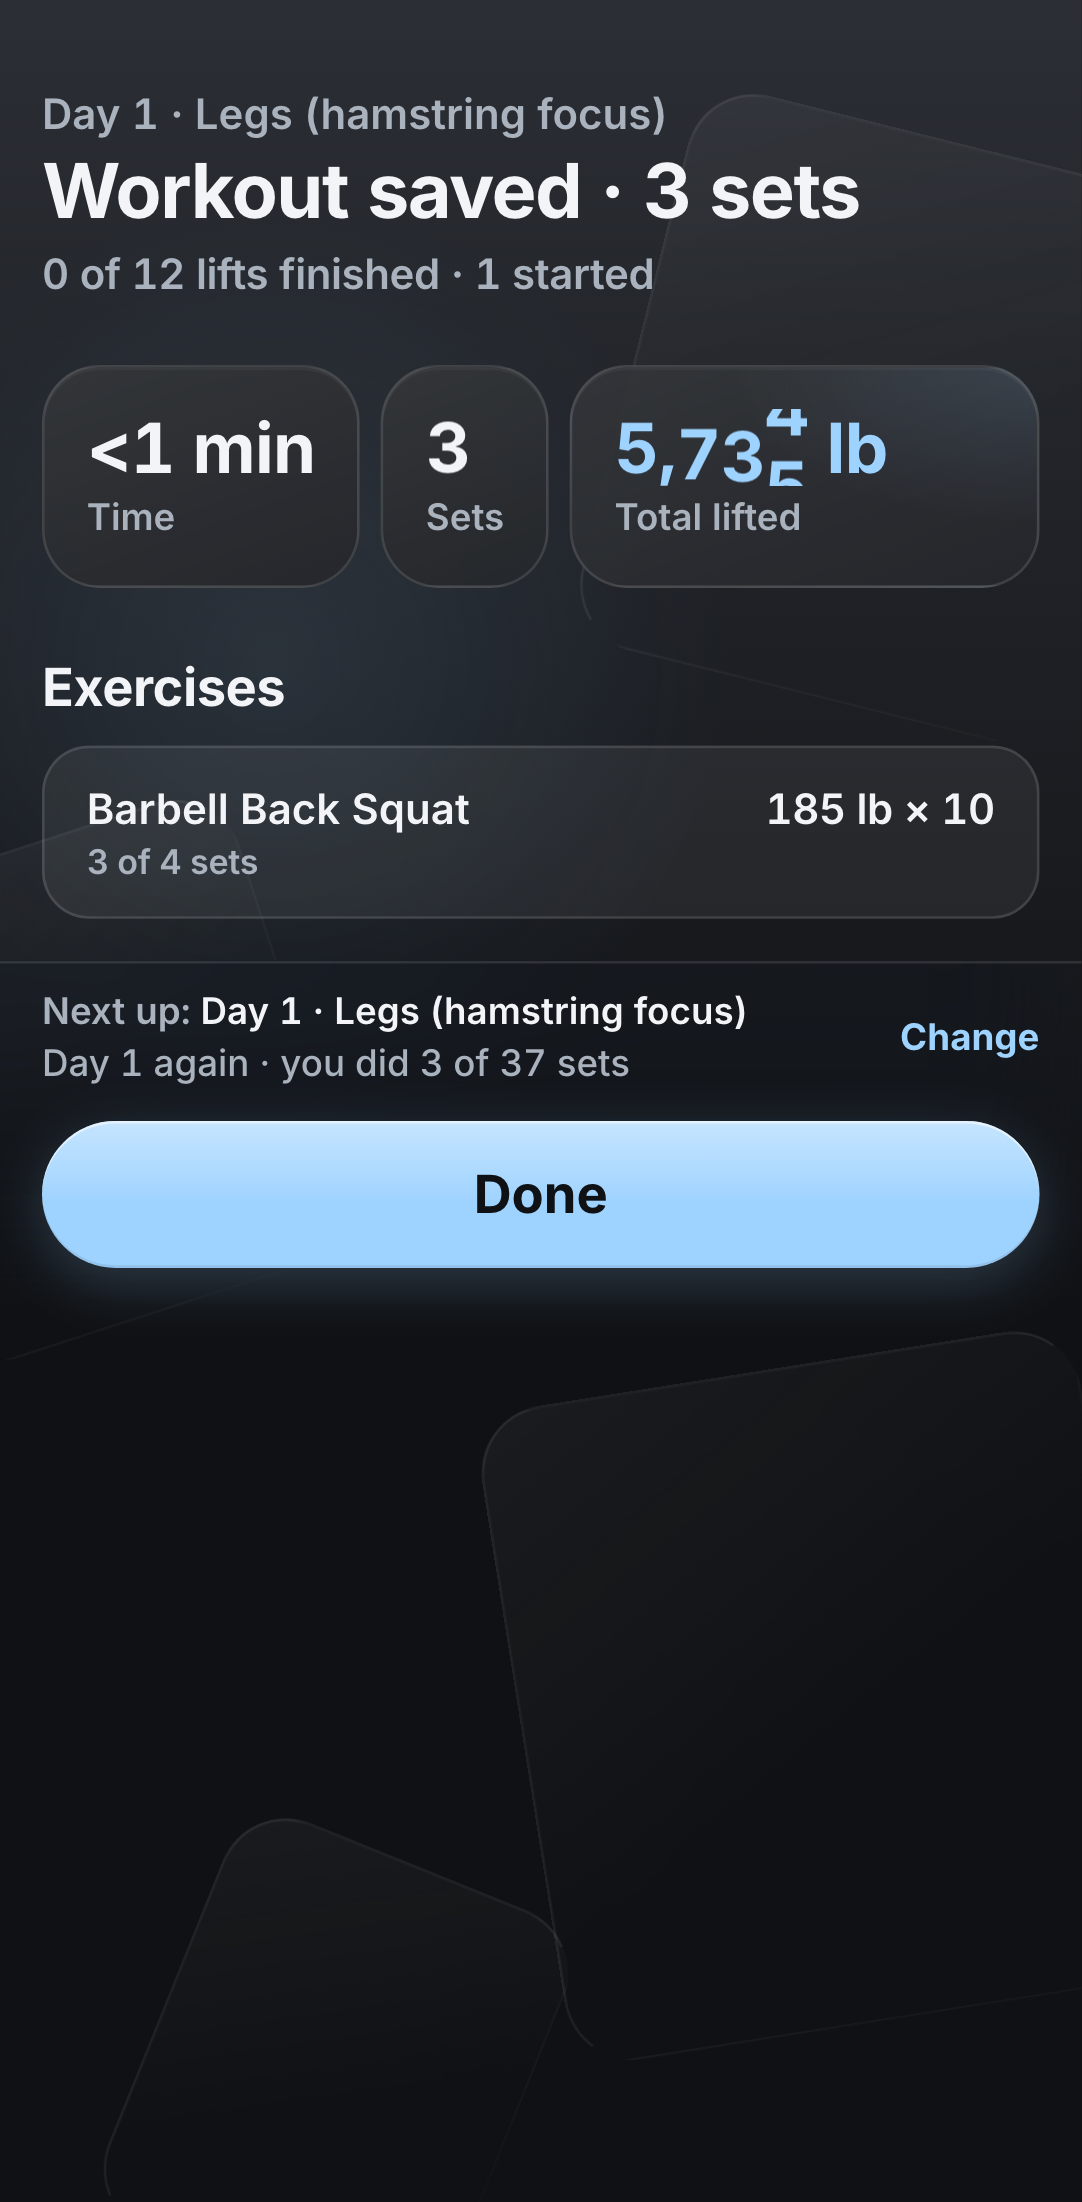 Day 1 · Legs (hamstring focus)
Workout saved · 3 sets
0 of 12 lifts finished · 1 started
<1 min
Time
3
Sets
lb
Total lifted
Exercises
Barbell Back Squat
185 lb × 10
3 of 4 sets
Next up: Day 1 · Legs (hamstring focus)
Day 1 again · you did 3 of 37 sets
Change
Done